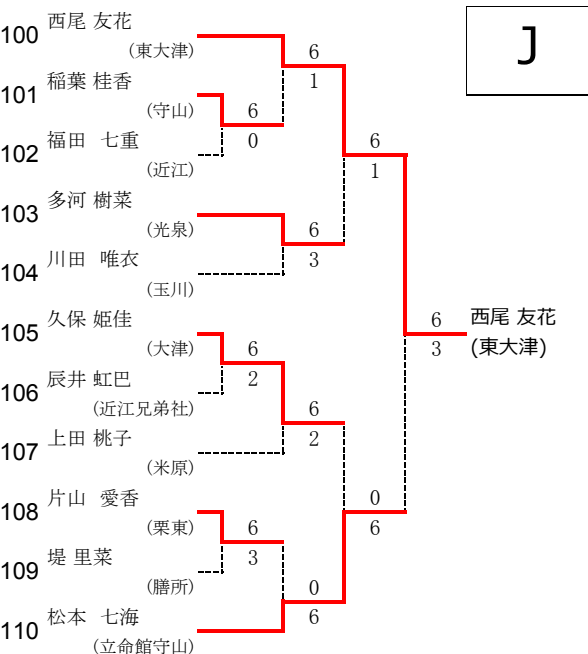 J
100 西尾 友花
(東大津)
101 稲葉 桂香
(守山)
102 福田 七重
(近江)
103 多河 樹菜
(光泉)
104 川田 唯衣
(玉川)
105 久保 姫佳
(大津)
106 辰井 虹巴
(近江兄弟社)
107 上田 桃子
(米原)
108 片山 愛香
(栗東)
109 堤 里菜
(膳所)
110 松本 七海
(立命館守山)
6
0
6
2
6
3
6
1
6
3
6
2
0
6
6
1
0
6
6
3
西尾 友花
(東大津)